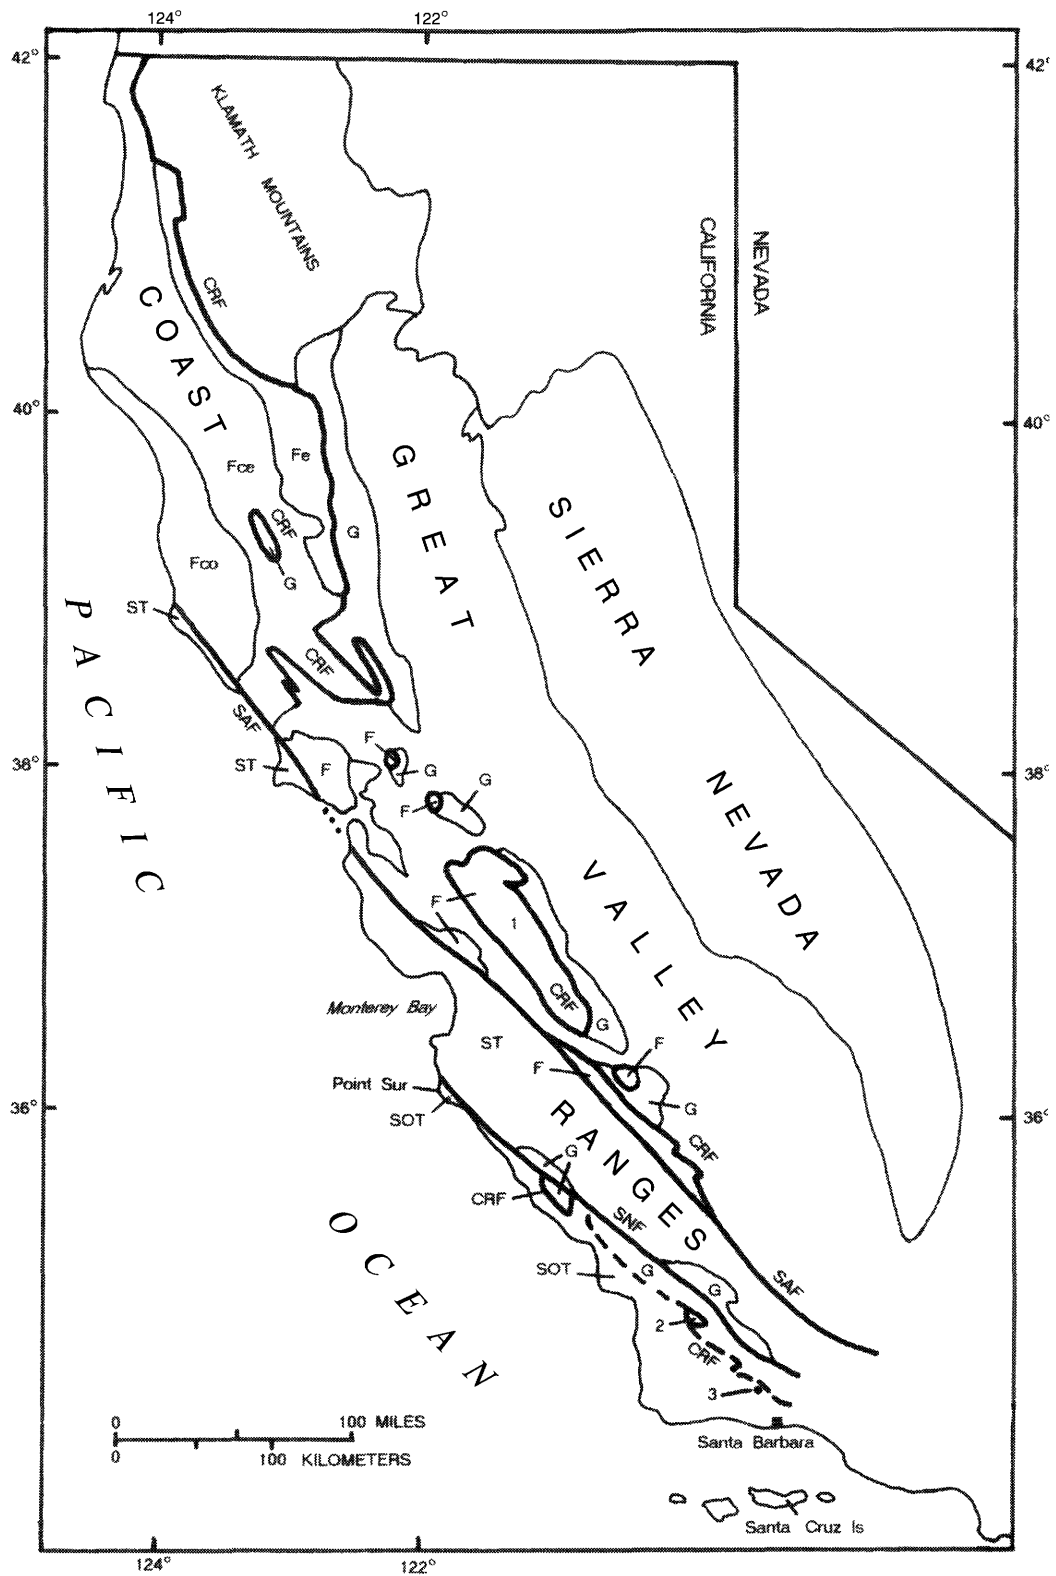 124° 122°
42° 42°
KLAMATH MOUNTAINS
NEVADA
CALIFORNIA
CRF
COAST
40° 40°
GREAT
Fce Fe
SIERRA
CRF
G
Fco
G
ST
PACIFIC
CRF
SAF
F
ST F G G
38° 38°
F
NEVADA
VALLEY
F
1
CRF
Monterey Bay
G
ST F
F
Point Sur
36° 36°
SOT
G
RANGES
CRF
G
CRF
SNF
OCEAN
SOT G
G SAF
2
CRF
3
0 100 MILES
0 100 KILOMETERS
Santa Barbara
Santa Cruz Is
124° 122°